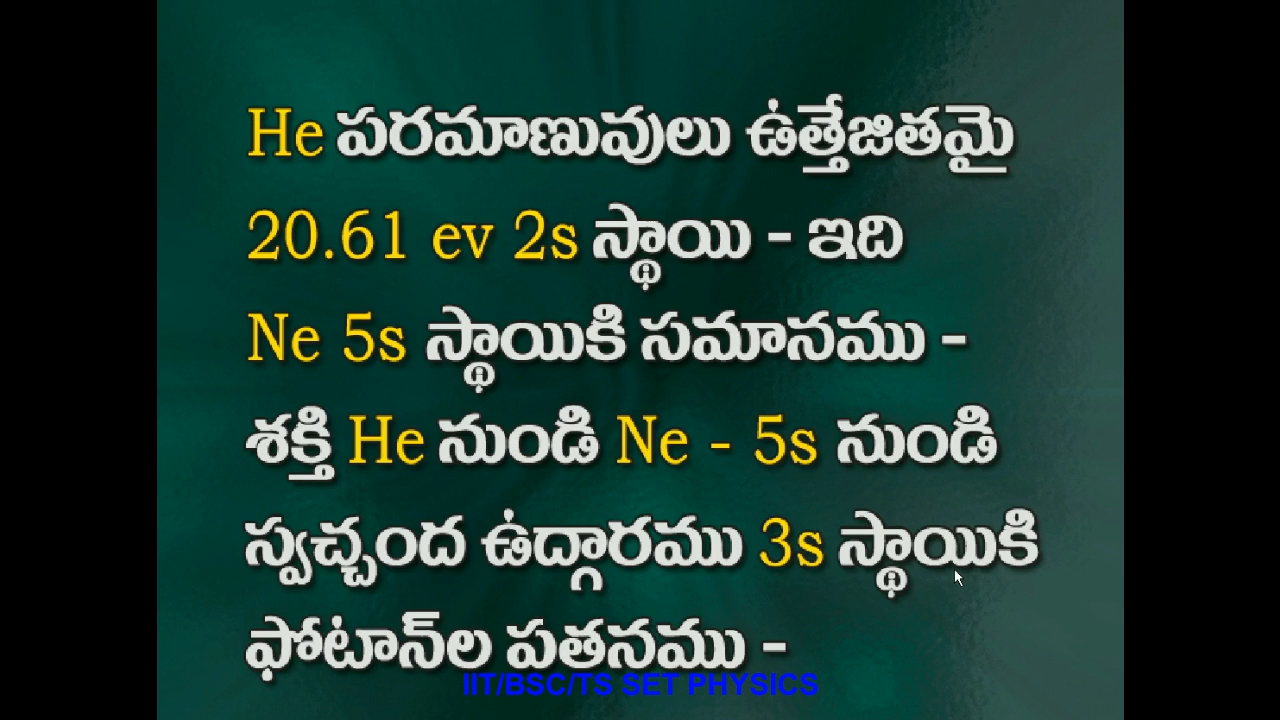 He పరమాణువులు ఉత్తేజితమై
20.61 ev 2s స్థాయి - ఇది
Ne 5s స్థాయికి సమానము -
శక్తి He నుండి Ne - 5s నుండి
స్వచ్చంద ఉద్గారము 3s స్థాయికి
ఫోటాన్‌ల పతనము -
IIT/BSC/TS SET PHYSICS